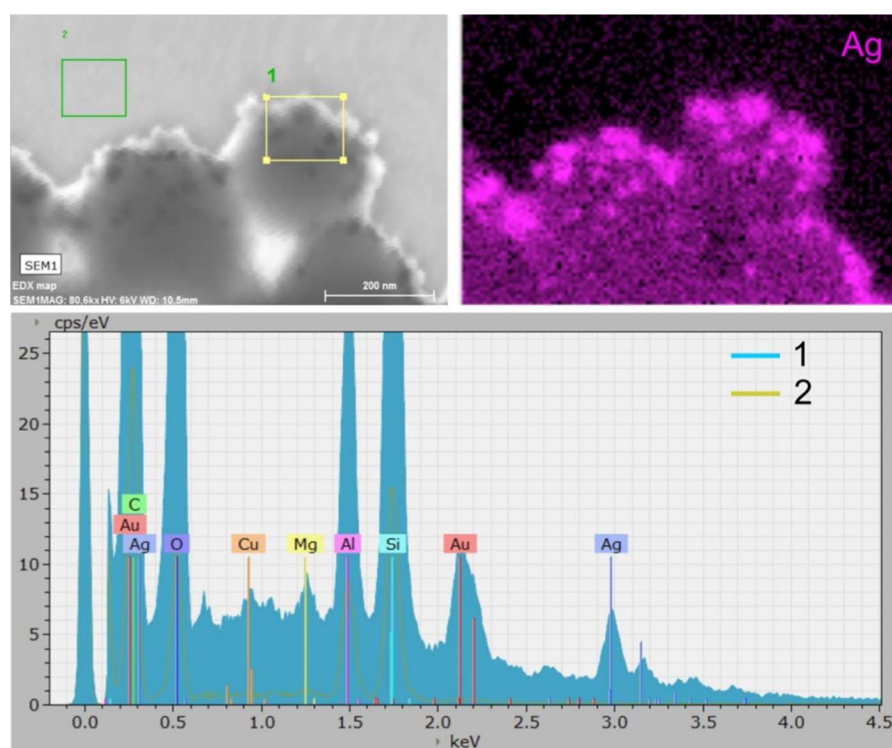 2
1
Ag
SEM1
EDX map
SEM1MAG: 80,6kx HV: 6kV WD: 10,5mm
200 nm
cps/eV
25
20
15
10
5
0
1
2
C
Au
Ag
O
Cu
Mg
Al
Si
Au
Ag
0.0
0.5
1.0
1.5
2.0
2.5
3.0
3.5
4.0
4.5
keV